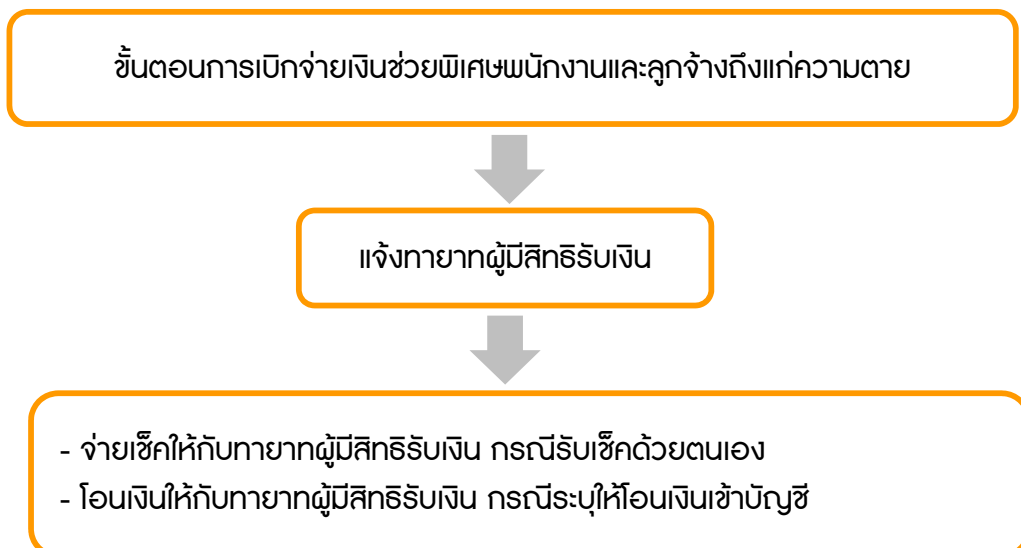 ขั้นตอนการเบิกจ่ายเงินช่วยพิเศษพนักงานและลูกจ้างถึงแก่ความตาย
แจ้งทายาทผู้มีสิทธิรับเงิน
- จ่ายเช็คให้กับทายาทผู้มีสิทธิรับเงิน กรณีรับเช็คด้วยตนเอง
- โอนเงินให้กับทายาทผู้มีสิทธิรับเงิน กรณีระบุให้โอนเงินเข้าบัญชี